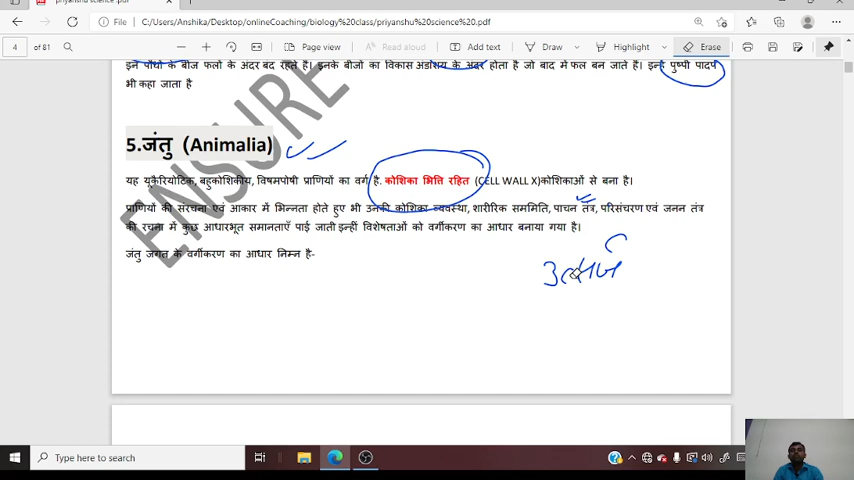 priyanshu science .pdf
File
C:/Users/Anshika/Desktop/onlineCoaching/biology%20class/priyanshu%20science%20.pdf
4 of 81
Page view
Read aloud
Add text
Draw
Highlight
Erase
इन पौधों के बीज फलों के अंदर बंद रहते हैं। इनके बीजों का विकास अंडाशय के अंदर होता है जो बाद में फल बन जाते हैं। इन्हें पुष्पी पादप
भी कहा जाता है
5.जंतु (Animalia)
यह यूकैरियोटिक, बहुकोशिकीय, विषमपोषी प्राणियों का वर्ग है. कोशिका भित्ति रहित (CELL WALL X)कोशिकाओं से बना है।
प्राणियों की संरचना एवं आकार में भिन्नता होते हुए भी उनकी कोशिका व्यवस्था, शारीरिक सममिति, पाचन तंत्र, परिसंचरण एवं जनन तंत्र
की रचना में कुछ आधारभूत समानताएँ पाई जाती इन्हीं विशेषताओं को वर्गीकरण का आधार बनाया गया है।
जंतु जगत के वर्गीकरण का आधार निम्न है-
ENSURE
Type here to search